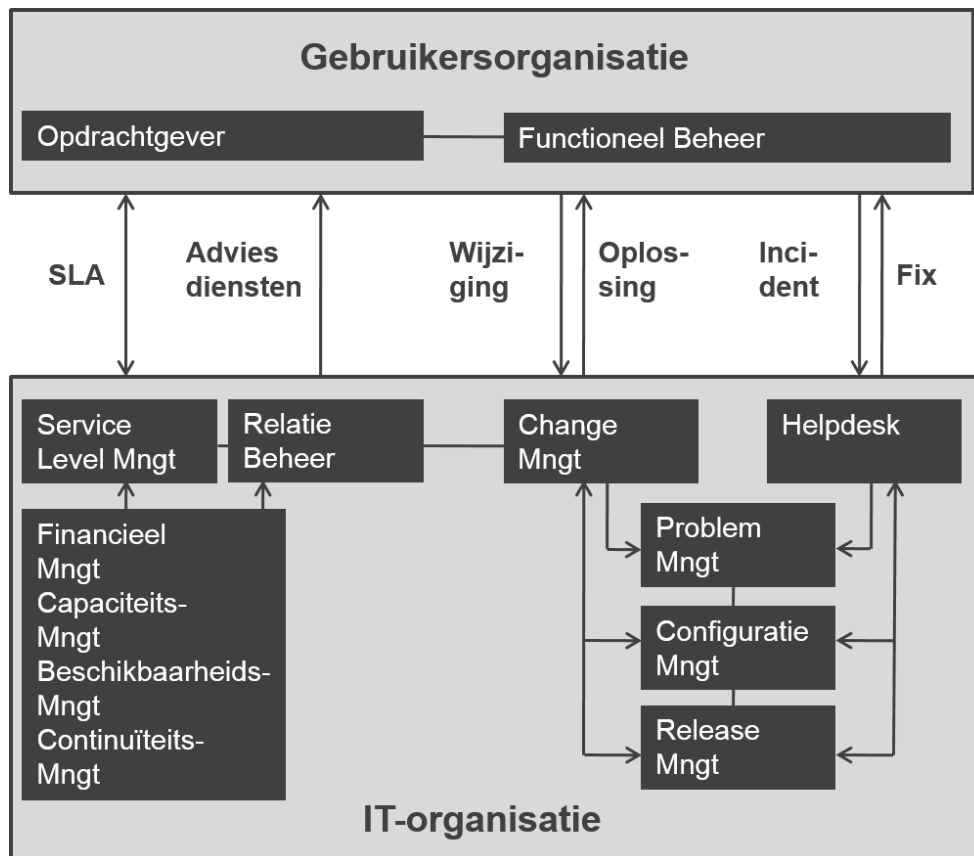 Gebruikersorganisatie
Opdrachtgever
Functioneel Beheer
SLA
Advies
diensten
Wijzi-
ging
Oplos-
sing
Inci-
dent
Fix
Service
Level Mngt
Relatie
Beheer
Change
Mngt
Helpdesk
Financieel
Mngt
Capaciteits-
Mngt
Beschikbaarheids-
Mngt
Continuïteits-
Mngt
Problem
Mngt
Configuratie
Mngt
Release
Mngt
IT-organisatie